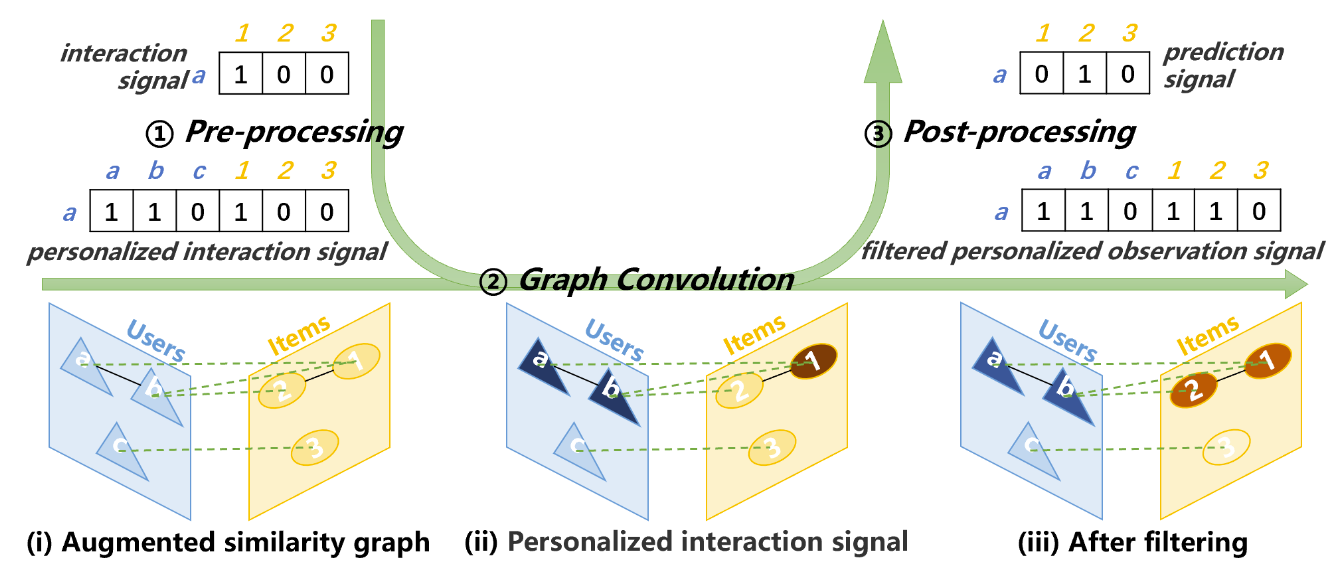 1 2 3
interaction
signal a 1 0 0
① Pre-processing
a b c 1 2 3
a 1 1 0 1 0 0
personalized interaction signal
1 2 3
a 0 1 0 prediction
signal
③ Post-processing
a b c 1 2 3
a 1 1 0 1 1 0
filtered personalized observation signal
② Graph Convolution
Users Items
a 1
b 2
c 3
(i) Augmented similarity graph
Users Items
a 1
b 2
c 3
(ii) Personalized interaction signal
Users Items
a 1
b 2
c 3
(iii) After filtering